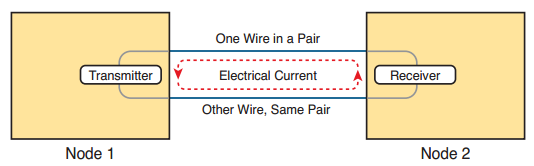 One Wire in a Pair
Transmitter
Electrical Current
Receiver
Other Wire, Same Pair
Node 1
Node 2